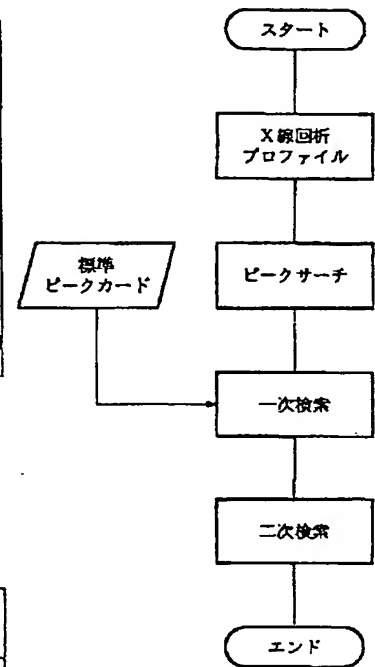 スタート
X線回折
プロファイル
標準
ピークカード
ピークサーチ
一次検索
二次検索
エンド